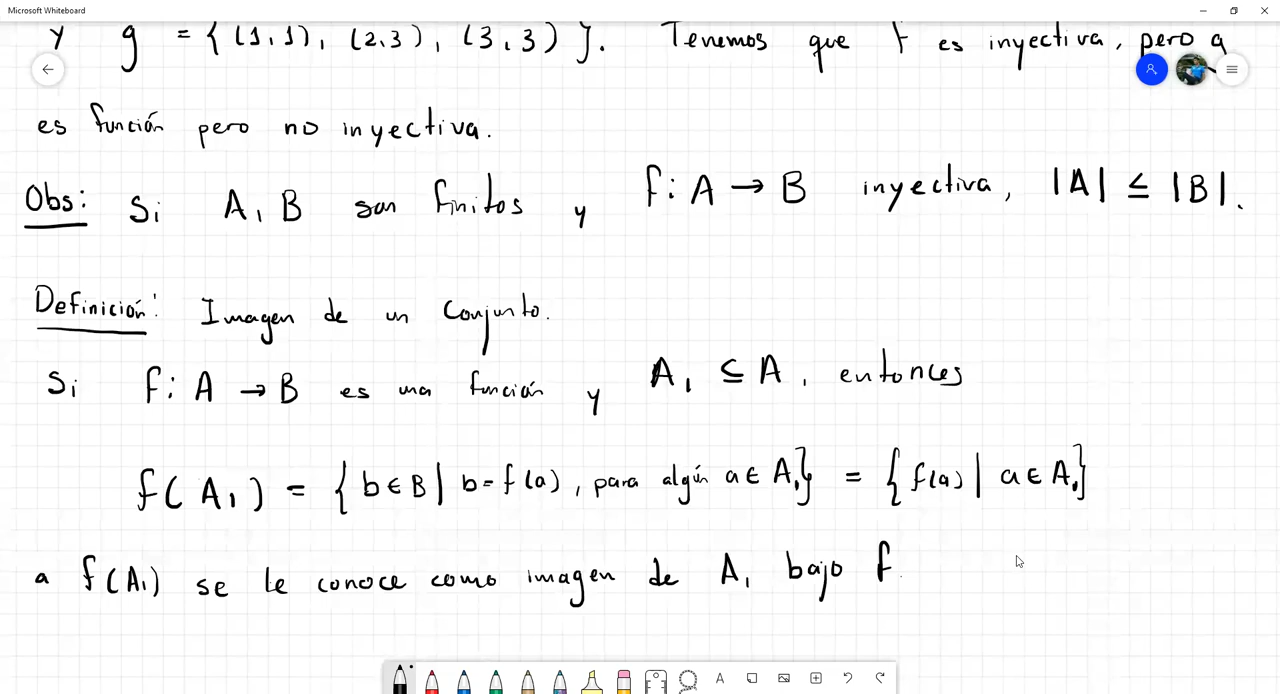 Microsoft Whiteboard
y g = { (1,1), (2,3), (3,3) }. Tenemos que f es inyectiva, pero g
es función pero no inyectiva.
Obs: Si A, B son finitos y f: A → B inyectiva, |A| ≤ |B|.
Definición: Imagen de un conjunto.
Si f: A → B es una función y A₁ ⊆ A, entonces
f(A₁) = { b ∈ B | b = f(a), para algún a ∈ A₁} = { f(a) | a ∈ A₁}
a f(A₁) se le conoce como imagen de A₁ bajo f.